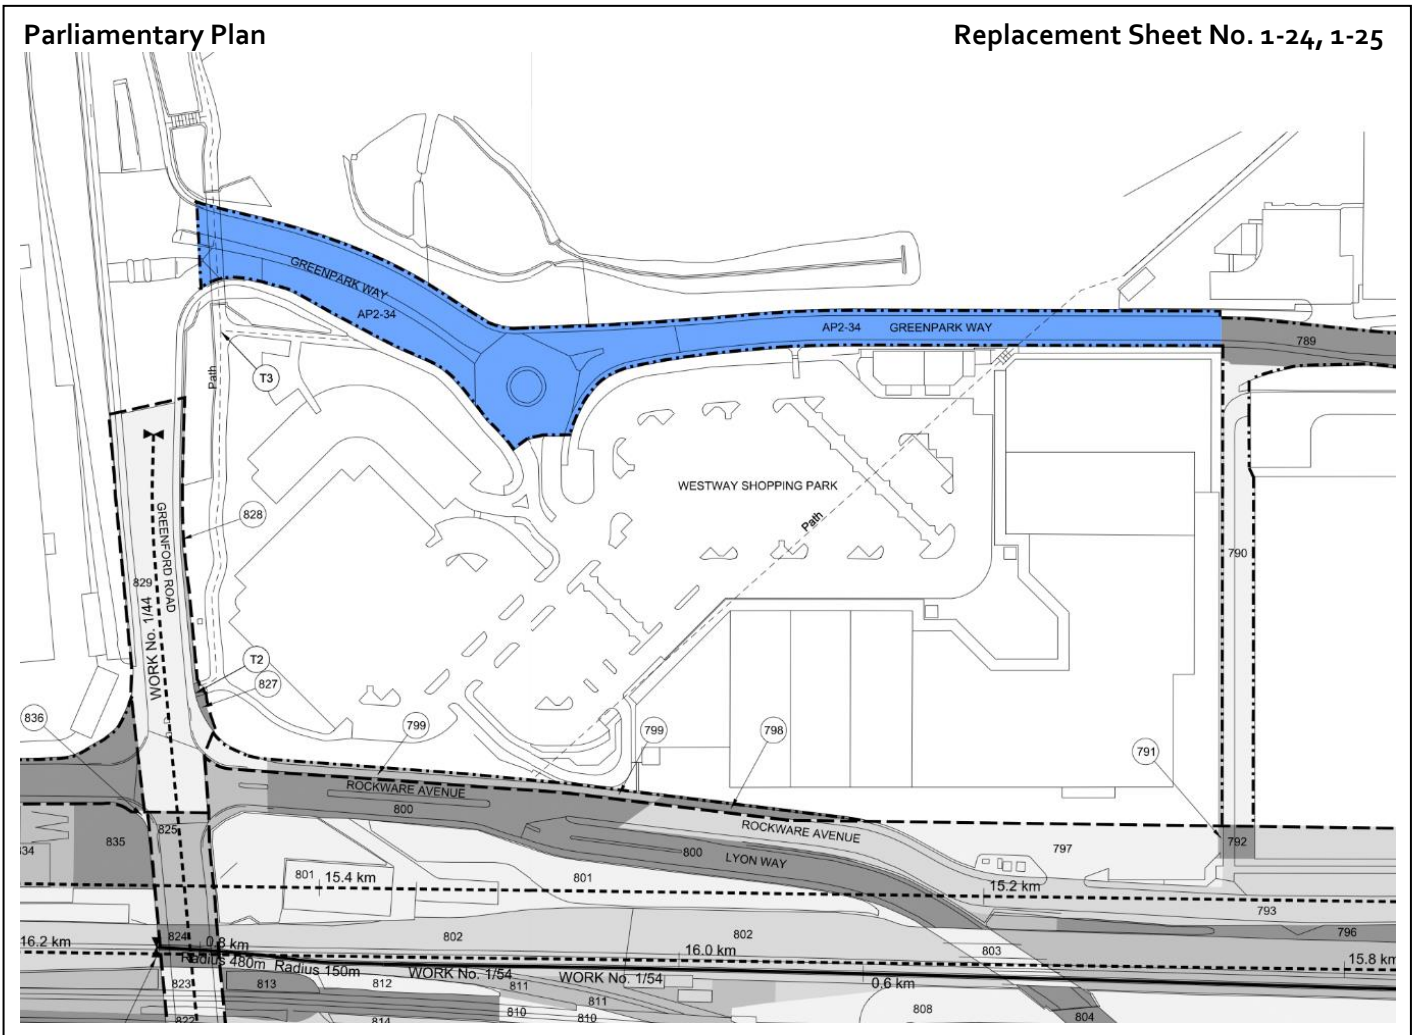 Parliamentary Plan
Replacement Sheet No. 1-24, 1-25
GREENPARK WAY
AP2-34
AP2-34 GREENPARK WAY
789
T3
Path
WESTWAY SHOPPING PARK
Path
828
GREENFORD ROAD
829
WORK No. 1/44
790
T2
827
836
799
799
798
791
ROCKWARE AVENUE
800
ROCKWARE AVENUE
825
835
834
800
LYON WAY
797
792
801
15.4 km
801
15.2 km
793
824
0.8 km
802
802
796
16.2 km
16.0 km
803
15.8 km
Radius 480m Radius 150m
WORK No. 1/54
WORK No. 1/54
0.6 km
823
813
812
811
811
810
810
808
804
822
814